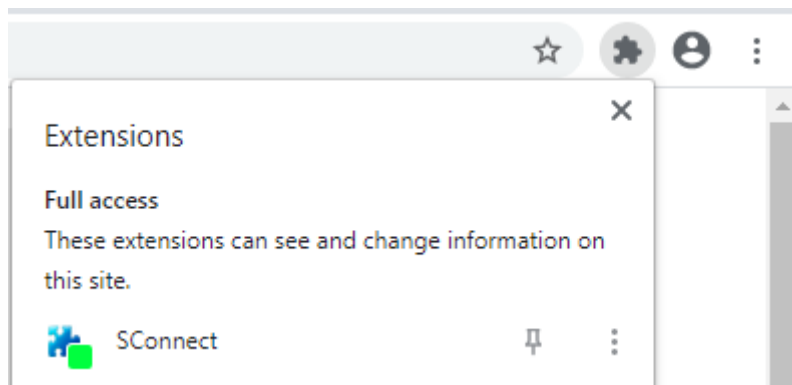 Extensions
Full access
These extensions can see and change information on
this site.
SConnect